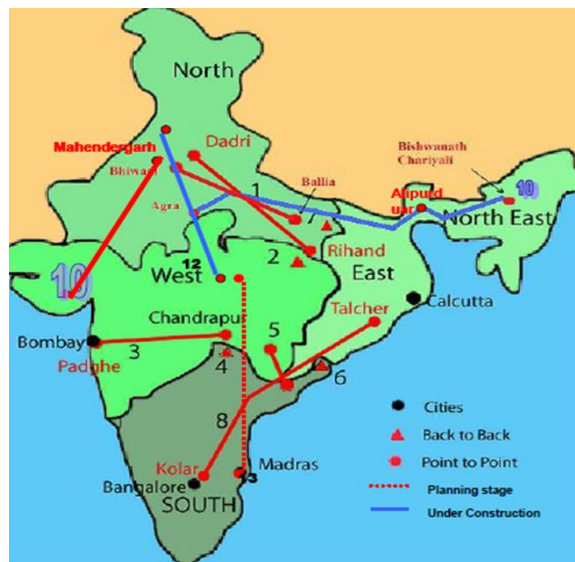 North
Mahendergarh
Dadri
Bhiwani
Bishwanath
Chariyali
Ballia
1
Alipurd
uar
10
Agra
North East
12
West
2
Rihand
10
East
Talcher
Calcutta
Chandrapur
Bombay
3
5
Padghe
4
6
Cities
8
Back to Back
Kolar
Madras
Point to Point
13
Bangalore
Planning stage
SOUTH
Under Construction